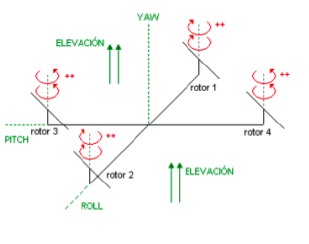 YAW
ELEVACIÓN
++
++
rotor 1
++
++
PITCH
rotor 3
rotor 4
rotor 2
ELEVACIÓN
ROLL